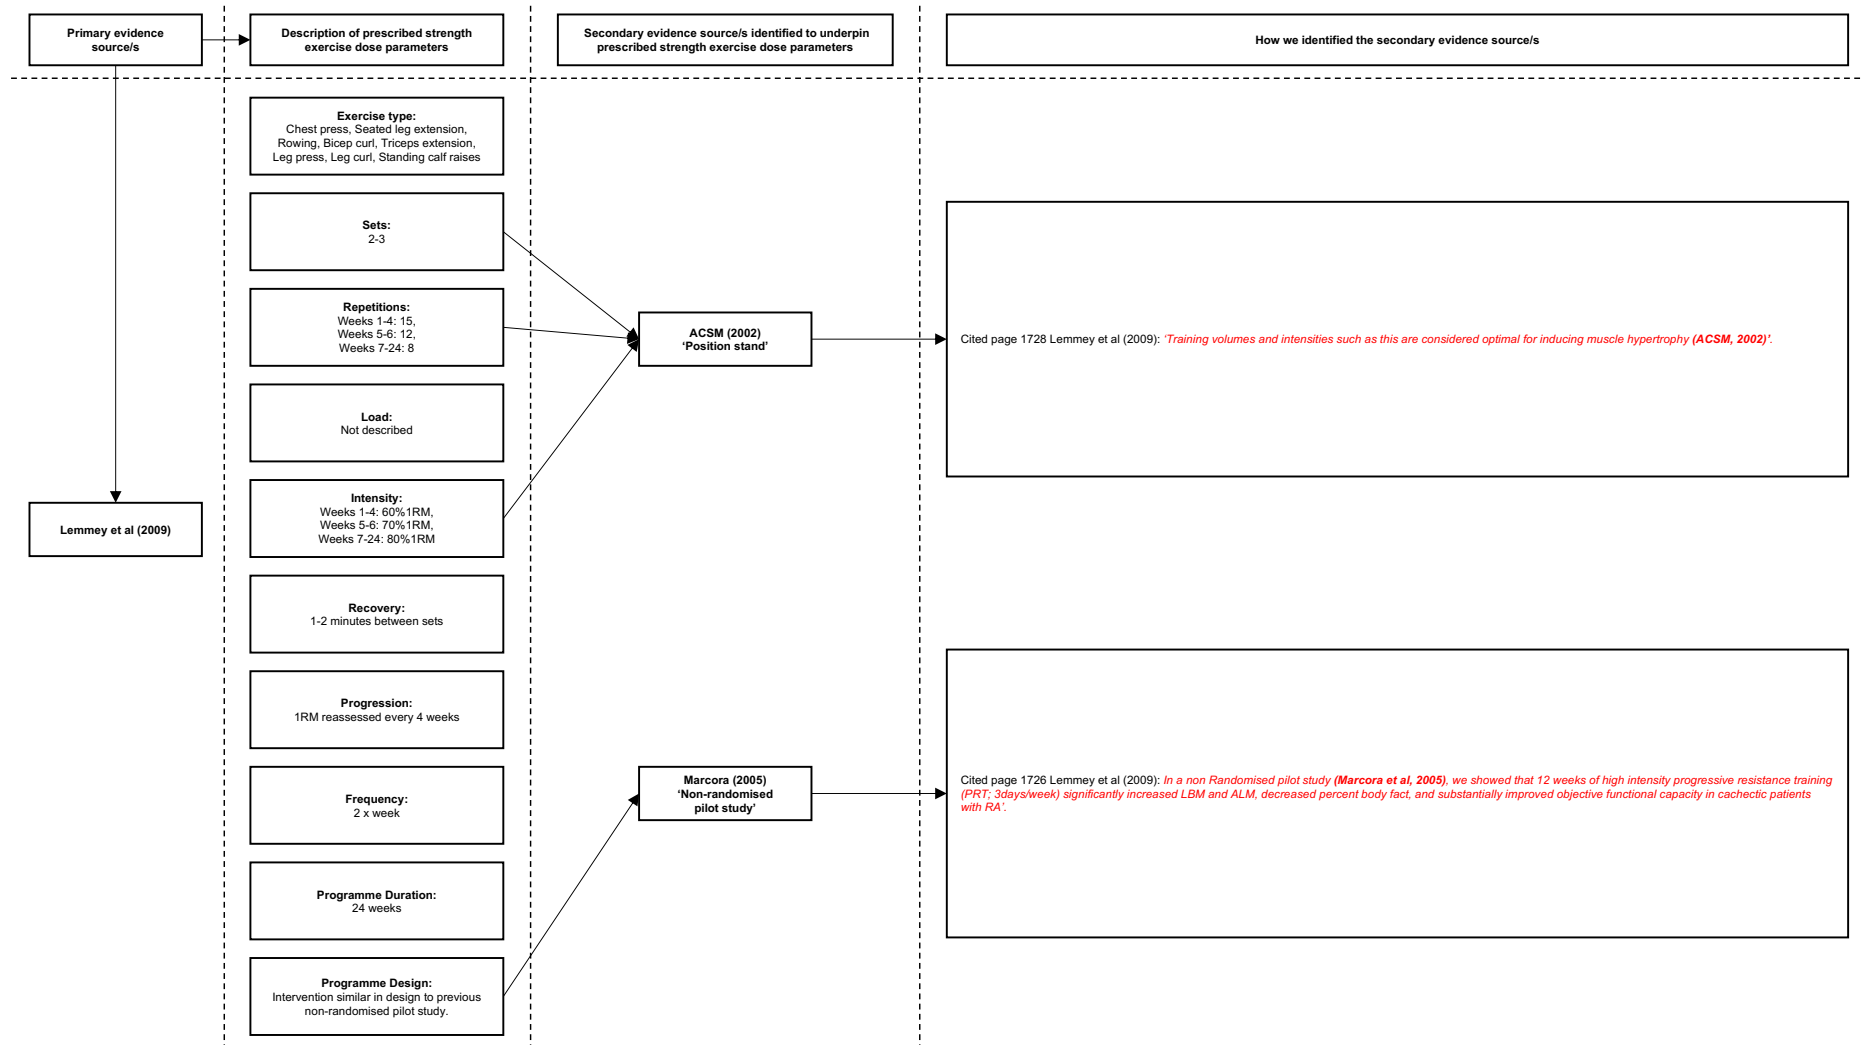 Primary evidence
source/s
Description of prescribed strength
exercise dose parameters
Secondary evidence source/s identified to underpin
prescribed strength exercise dose parameters
How we identified the secondary evidence source/s
Exercise type:
Chest press, Seated leg extension,
Rowing, Bicep curl, Triceps extension,
Leg press, Leg curl, Standing calf raises
Sets:
2-3
Repetitions:
Weeks 1-4: 15,
Weeks 5-6: 12,
Weeks 7-24: 8
Load:
Not described
Intensity:
Weeks 1-4: 60%1RM,
Weeks 5-6: 70%1RM,
Weeks 7-24: 80%1RM
Lemmey et al (2009)
Recovery:
1-2 minutes between sets
Progression:
1RM reassessed every 4 weeks
Frequency:
2 x week
Programme Duration:
24 weeks
Programme Design:
Intervention similar in design to previous
non-randomised pilot study.
ACSM (2002)
‘Position stand’
Cited page 1728 Lemmey et al (2009): ‘Training volumes and intensities such as this are considered optimal for inducing muscle hypertrophy (ACSM, 2002)’.
Marcora (2005)
‘Non-randomised
pilot study’
Cited page 1726 Lemmey et al (2009): In a non Randomised pilot study (Marcora et al, 2005), we showed that 12 weeks of high intensity progressive resistance training
(PRT; 3days/week) significantly increased LBM and ALM, decreased percent body fact, and substantially improved objective functional capacity in cachectic patients
with RA’.